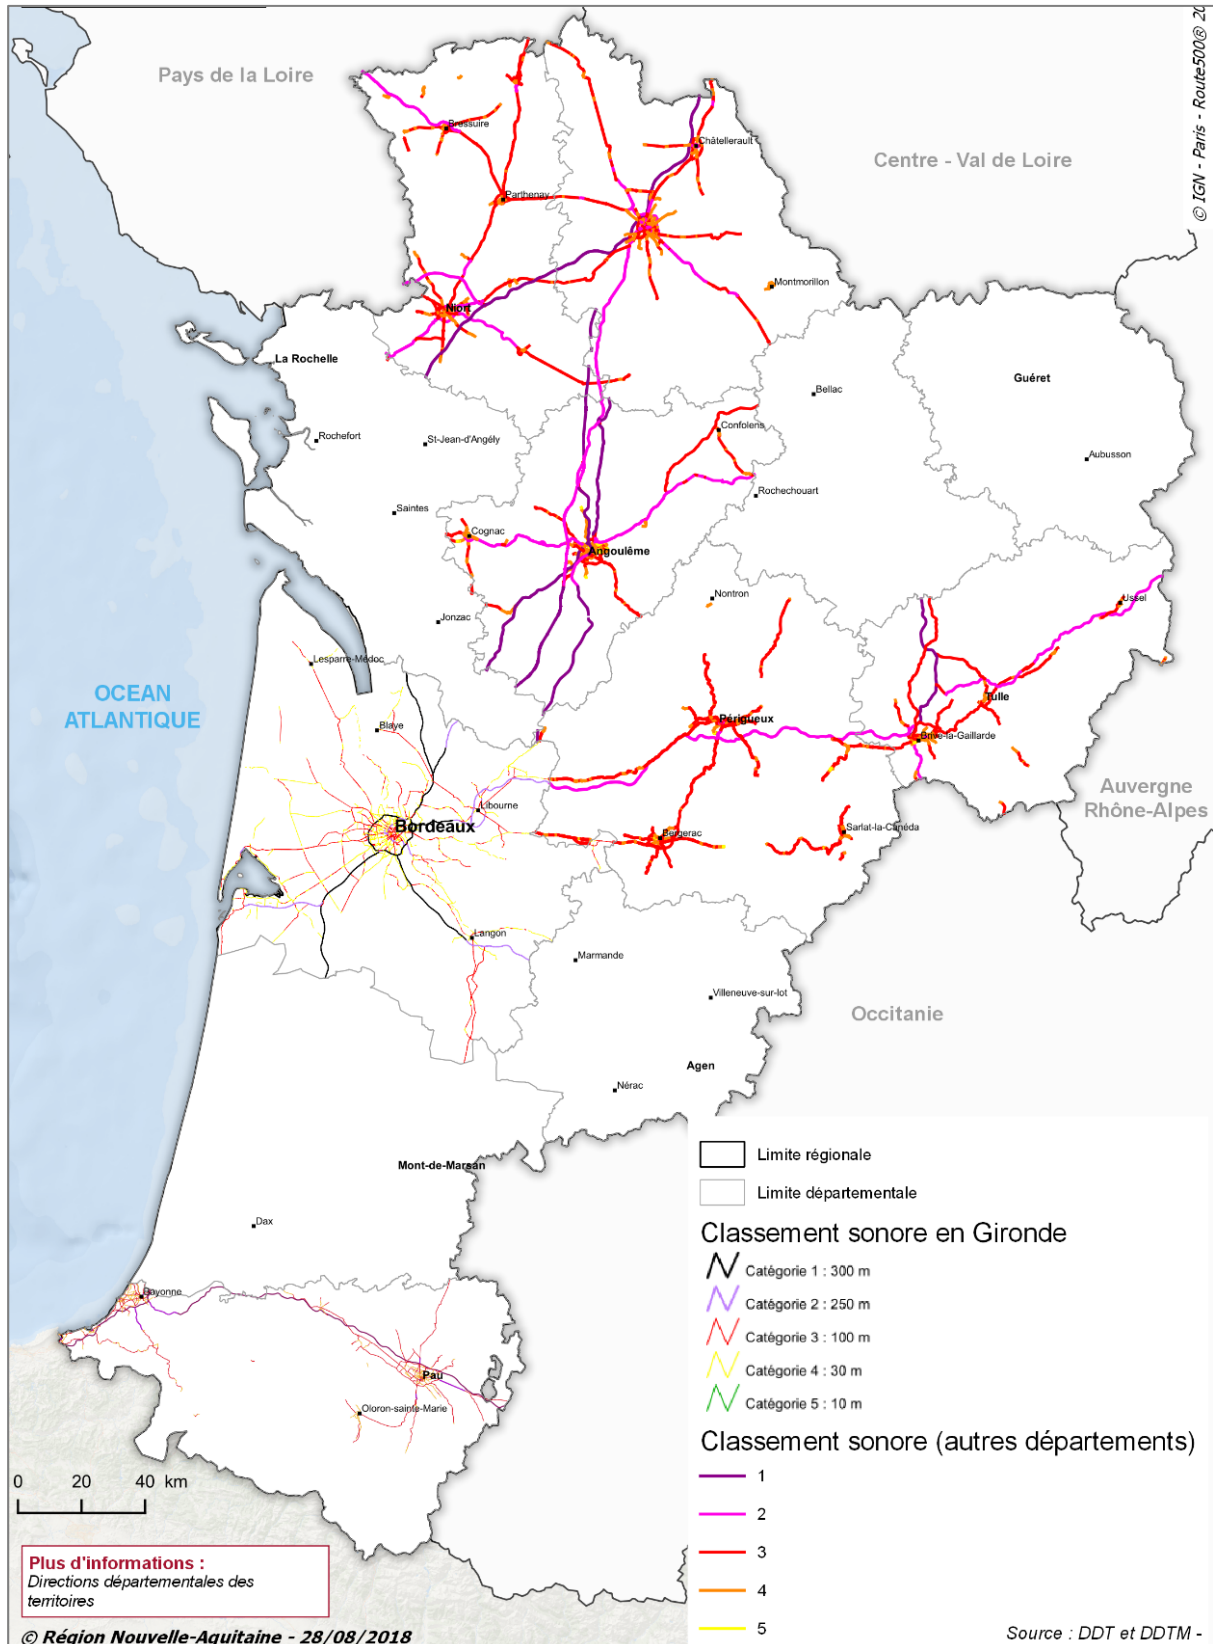 © IGN - Paris - Route500® 20
Pays de la Loire
Centre - Val de Loire
Bressuire
Châtellerault
Parthenay
Montmorillon
Niort
La Rochelle
Guéret
Bellac
Confolens
Rochefort
St-Jean-d'Angély
Aubusson
Rochechouart
Saintes
Cognac
Angoulême
Nontron
Ussel
Jonzac
Lesparre-Médoc
OCEAN
ATLANTIQUE
Tulle
Périgueux
Blaye
Brive-la-Gaillarde
Auvergne
Rhône-Alpes
Libourne
Bordeaux
Bergerac
Sarlat-la-Canéda
Langon
Marmande
Villeneuve-sur-lot
Occitanie
Agen
Nérac
Mont-de-Marsan
Dax
Bayonne
Pau
Oloron-sainte-Marie
Limite régionale
Limite départementale
Classement sonore en Gironde
Catégorie 1 : 300 m
Catégorie 2 : 250 m
Catégorie 3 : 100 m
Catégorie 4 : 30 m
Catégorie 5 : 10 m
Classement sonore (autres départements)
1
2
3
4
5
0 20 40 km
Plus d'informations :
Directions départementales des
territoires
© Région Nouvelle-Aquitaine - 28/08/2018
Source : DDT et DDTM -